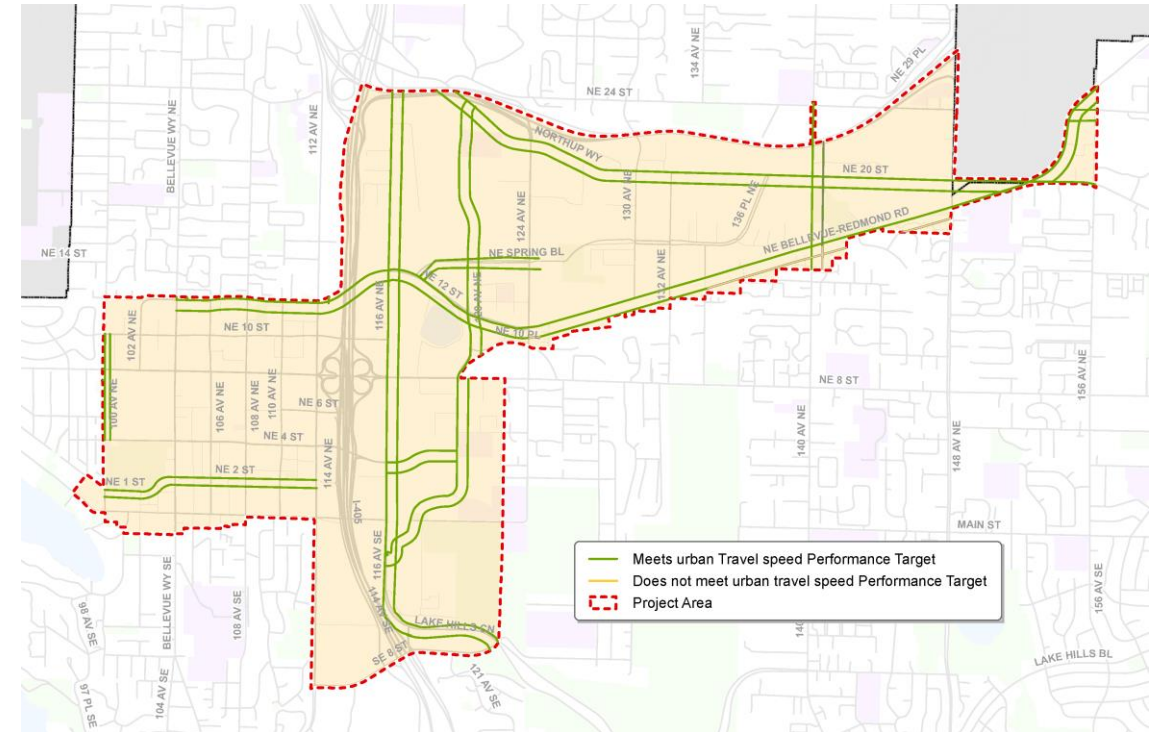 134 AV NE
NE 29 PL
NE 24 ST
BELLEVUE WY NE
112 AV NE
NORTHUP WY
NE 20 ST
130 AV NE
136 PL NE
124 AV NE
NE BELLEVUE-REDMOND RD
NE 14 ST
NE SPRING BL
NE 12 ST
132 AV NE
116 AV NE
120 AV NE
NE 10 ST
NE 10 PL
102 AV NE
NE 8 ST
156 AV NE
100 AV NE
106 AV NE
108 AV NE
110 AV NE
NE 6 ST
140 AV NE
148 AV NE
NE 4 ST
114 AV NE
NE 2 ST
NE 1 ST
I-405
MAIN ST
116 AV SE
Meets urban Travel speed Performance Target
Does not meet urban travel speed Performance Target
Project Area
BELLEVUE WY SE
114 AV SE
156 AV SE
98 AV SE
108 AV SE
LAKE HILLS CN
140
SE 8 ST
LAKE HILLS BL
121 AV SE
97 PL SE
104 AV SE